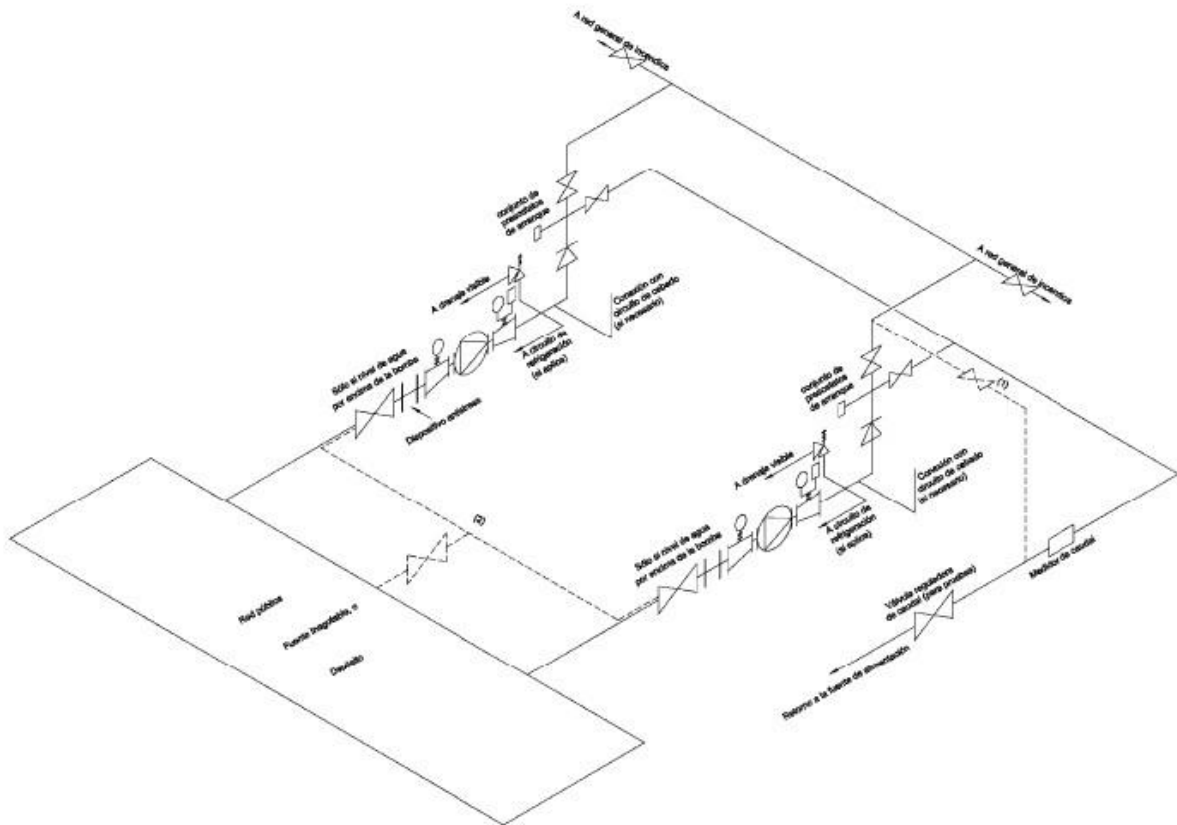 A red general de incendios
conjunto de
presostatos
de arranque
A red general de incendios
A drenaje visible
Conexión con
circuito de cebado
(si necesario)
A circuito de
refrigeración
(si aplica)
Sólo si nivel de agua
por encima de la bomba
Dispositivo antisíresis
conjunto de
presostatos
de arranque
(1)
A drenaje visible
Conexión con
circuito de cebado
(si necesario)
A circuito de
refrigeración
(si aplica)
Sólo si nivel de agua
por encima de la bomba
(2)
Medidor de caudal
Válvula reguladora
de caudal (para pruebas)
Red pública
Fuente inagotable, o
Depósito
Retorno a la fuente de alimentación